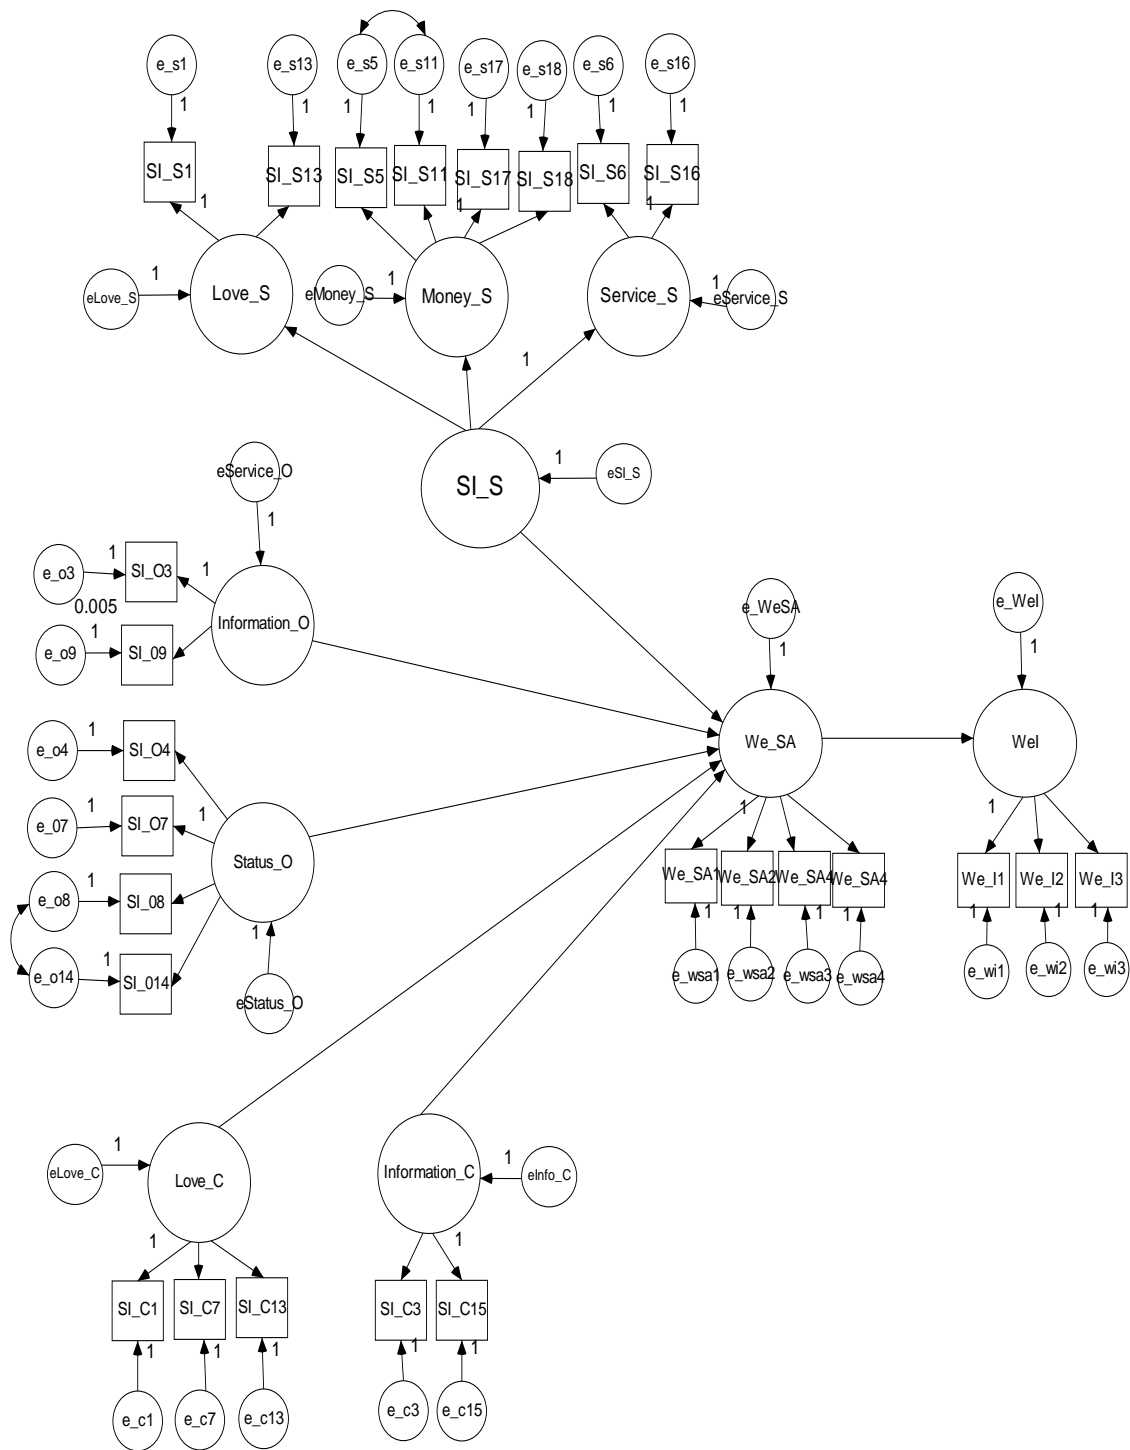 e_s1
e_s13
e_s5
e_s11
e_s17
e_s18
e_s6
e_s16
1
1
1
1
1
1
1
1
SI_S1
SI_S13
SI_S5
SI_S11
SI_S17
SI_S18
SI_S6
SI_S16
1
1
1
eLove_S
1
Love_S
eMoney_S
1
Money_S
Service_S
1
eService_S
1
SI_S
1
eSI_S
eService_O
1
e_o3
1
SI_O3
1
0.005
Information_O
e_o9
1
SI_09
e_WeSA
1
e_WeI
1
e_o4
1
SI_O4
We_SA
WeI
e_07
1
SI_O7
1
Status_O
1
1
We_SA1
We_SA2
We_SA4
We_SA4
We_I1
We_I2
We_I3
e_o8
1
SI_08
1
1
1
1
1
1
1
e_o14
1
SI_014
1
eStatus_O
e_wsa1
e_wsa2
e_wsa3
e_wsa4
e_wi1
e_wi2
e_wi3
eLove_C
1
Love_C
Information_C
1
eInfo_C
1
1
SI_C1
SI_C7
SI_C13
SI_C3
SI_C15
1
1
1
1
1
e_c1
e_c7
e_c13
e_c3
e_c15